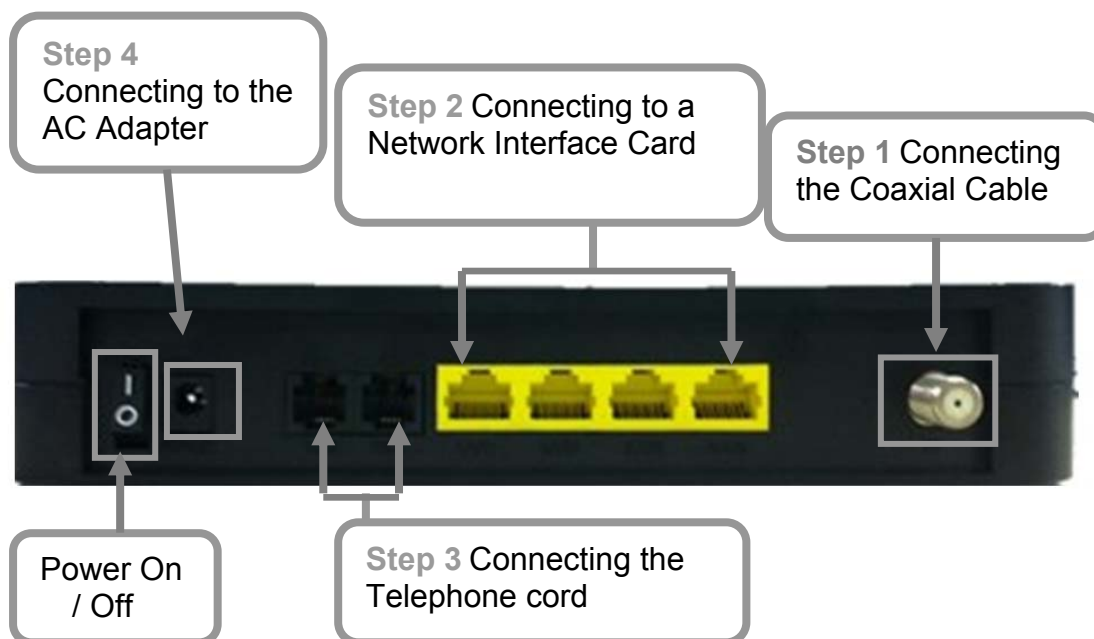 Step 4
Connecting to the
AC Adapter
Step 2 Connecting to a
Network Interface Card
Step 1 Connecting
the Coaxial Cable
Power On
/ Off
Step 3 Connecting the
Telephone cord